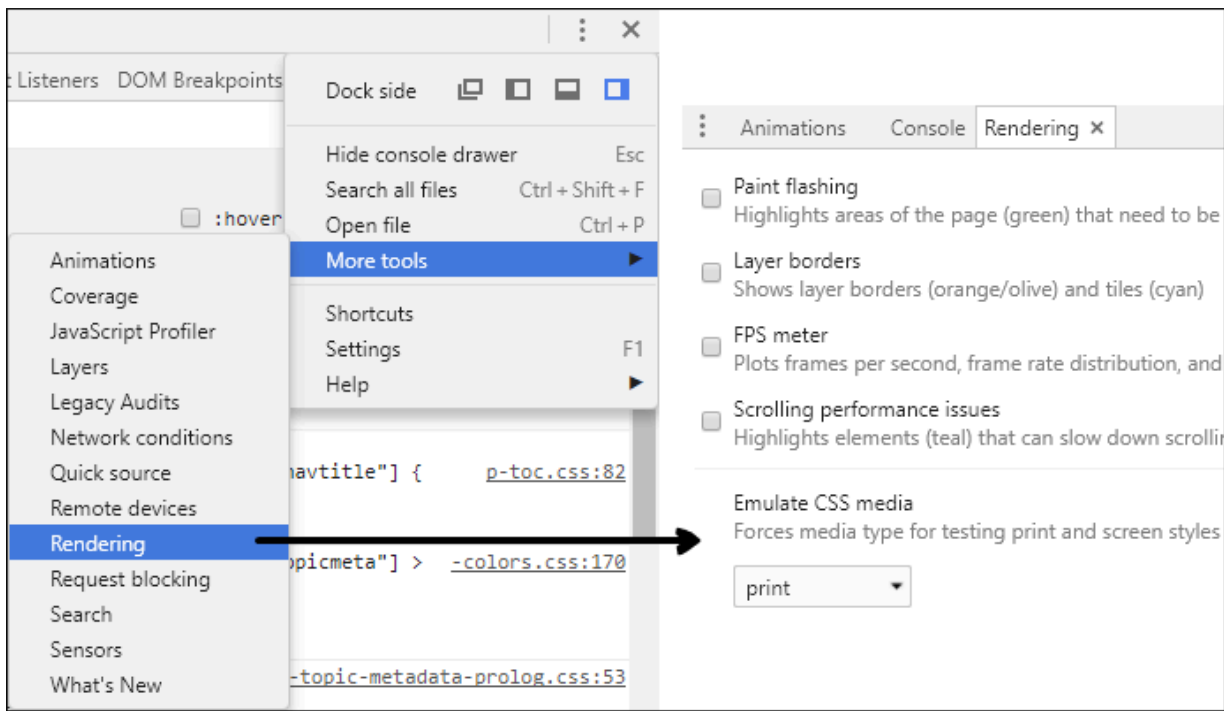 t Listeners DOM Breakpoints
:hover
Dock side
Hide console drawer Esc
Search all files Ctrl + Shift + F
Open file Ctrl + P
More tools
Shortcuts
Settings F1
Help
Animations
Coverage
JavaScript Profiler
Layers
Legacy Audits
Network conditions
Quick source
Remote devices
Rendering
Request blocking
Search
Sensors
What's New
navtitle"] { p-toc.css:82
opicmeta"] > -colors.css:170
-topic-metadata-prolog.css:53
Animations Console Rendering ×
Paint flashing
Highlights areas of the page (green) that need to be
Layer borders
Shows layer borders (orange/olive) and tiles (cyan)
FPS meter
Plots frames per second, frame rate distribution, and
Scrolling performance issues
Highlights elements (teal) that can slow down scrollin
Emulate CSS media
Forces media type for testing print and screen styles
print